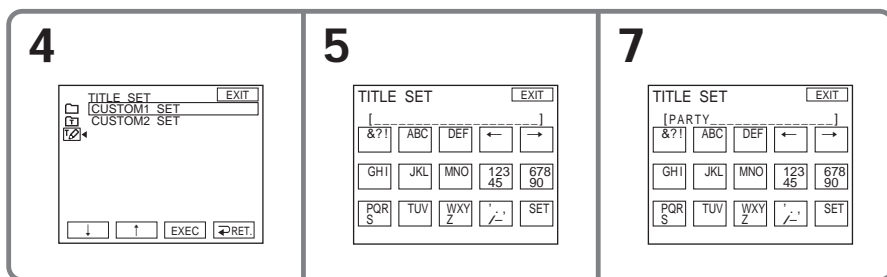 4
TITLE SET EXIT
CUSTOM1 SET
CUSTOM2 SET
↓ ↑ EXEC RET.
5
TITLE SET EXIT
[_ _ _ _ _ _ _ _ _ _ _ _ _ _ _ _ _ _ _ _]
&?! ABC DEF ← →
GHI JKL MNO 123 678
45 90
PQR TUV WXY ' . , SET
S Z / –
7
TITLE SET EXIT
[PARTY_ _ _ _ _ _ _ _ _ _ _ _ _ _ _]
&?! ABC DEF ← →
GHI JKL MNO 123 678
45 90
PQR TUV WXY ' . , SET
S Z / –